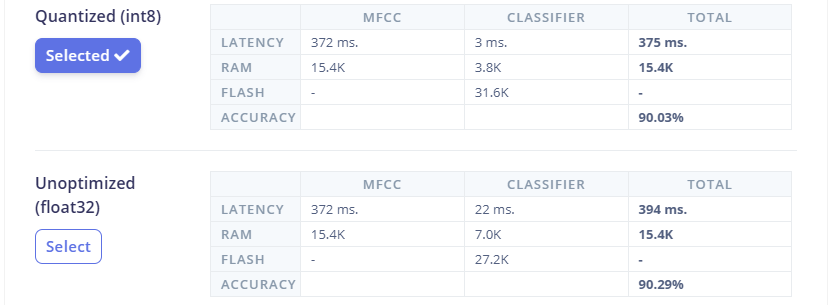 Quantized (int8)
Selected ✔
MFCC CLASSIFIER TOTAL
LATENCY 372 ms. 3 ms. 375 ms.
RAM 15.4K 3.8K 15.4K
FLASH - 31.6K -
ACCURACY 90.03%
Unoptimized
(float32)
Select
MFCC CLASSIFIER TOTAL
LATENCY 372 ms. 22 ms. 394 ms.
RAM 15.4K 7.0K 15.4K
FLASH - 27.2K -
ACCURACY 90.29%